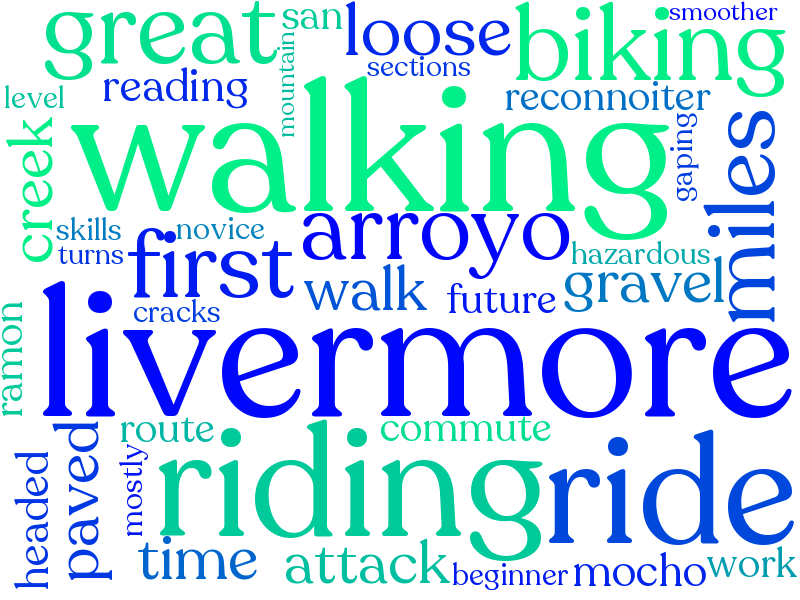 smoother
great
san
loose
biking
sections
reading
level
mountain
reconnoiter
walking
gaping
miles
creek
skills
novice
arroyo
turns
first
hazardous
walk
future
gravel
cracks
livermore
ramon
route
commute
riding
ride
paved
mostly
headed
time
attack
beginner
mocho
work